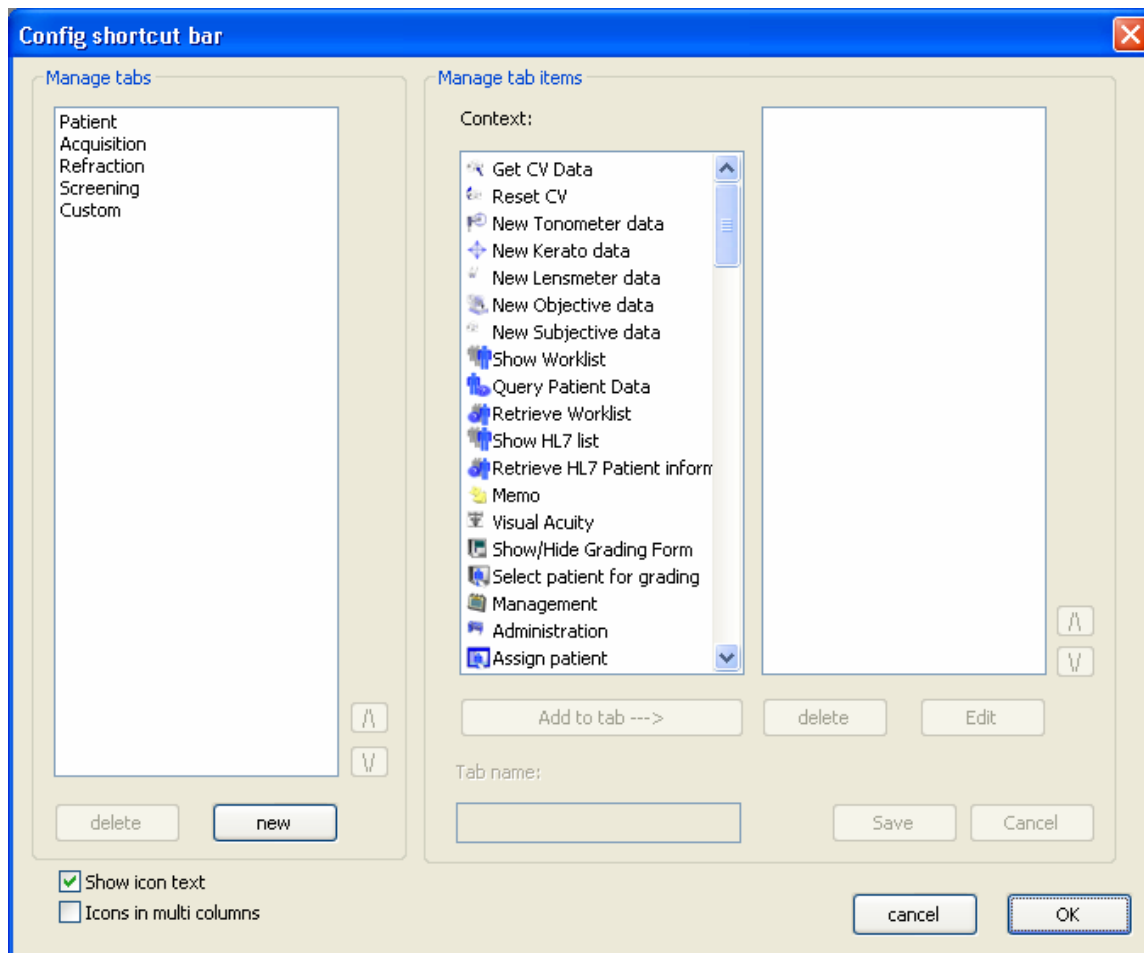 Config shortcut bar
Manage tabs
Patient
Acquisition
Refraction
Screening
Custom
/\
\/
delete
new
Manage tab items
Context:
Get CV Data
Reset CV
New Tonometer data
New Kerato data
New Lensmeter data
New Objective data
New Subjective data
Show Worklist
Query Patient Data
Retrieve Worklist
Show HL7 list
Retrieve HL7 Patient inform
Memo
Visual Acuity
Show/Hide Grading Form
Select patient for grading
Management
Administration
Assign patient
/\
\/
Add to tab --->
delete
Edit
Tab name:
Save
Cancel
Show icon text
Icons in multi columns
cancel
OK